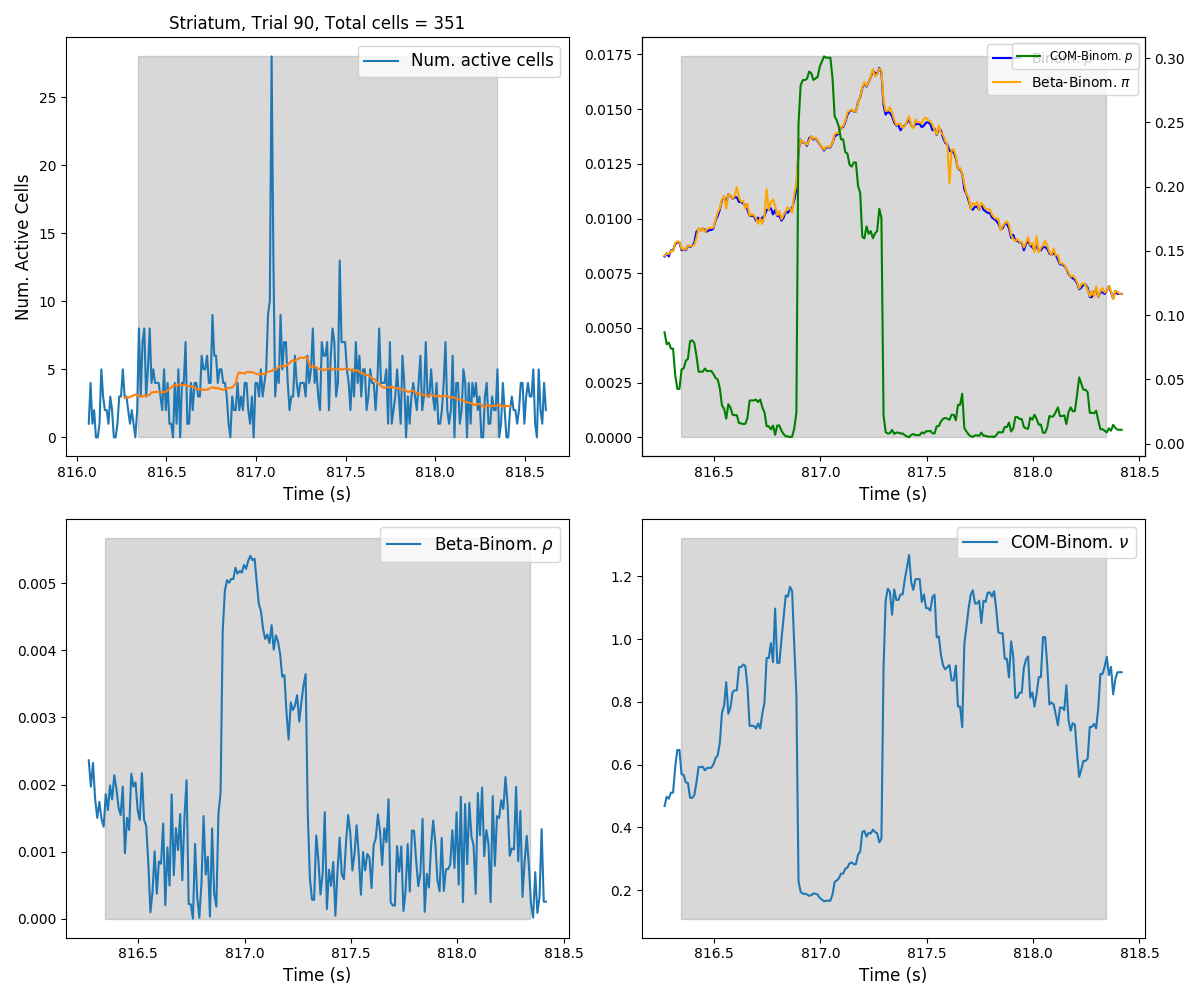 Striatum, Trial 90, Total cells = 351
Num. active cells
Num. Active Cells
25
20
15
10
5
0
816.0 816.5 817.0 817.5 818.0 818.5
Time (s)
COM-Binom. p
Beta-Binom. π
0.0175
0.0150
0.0125
0.0100
0.0075
0.0050
0.0025
0.0000
0.30
0.25
0.20
0.15
0.10
0.05
0.00
816.5 817.0 817.5 818.0 818.5
Time (s)
Beta-Binom. ρ
0.005
0.004
0.003
0.002
0.001
0.000
816.5 817.0 817.5 818.0 818.5
Time (s)
COM-Binom. ν
1.2
1.0
0.8
0.6
0.4
0.2
816.5 817.0 817.5 818.0 818.5
Time (s)